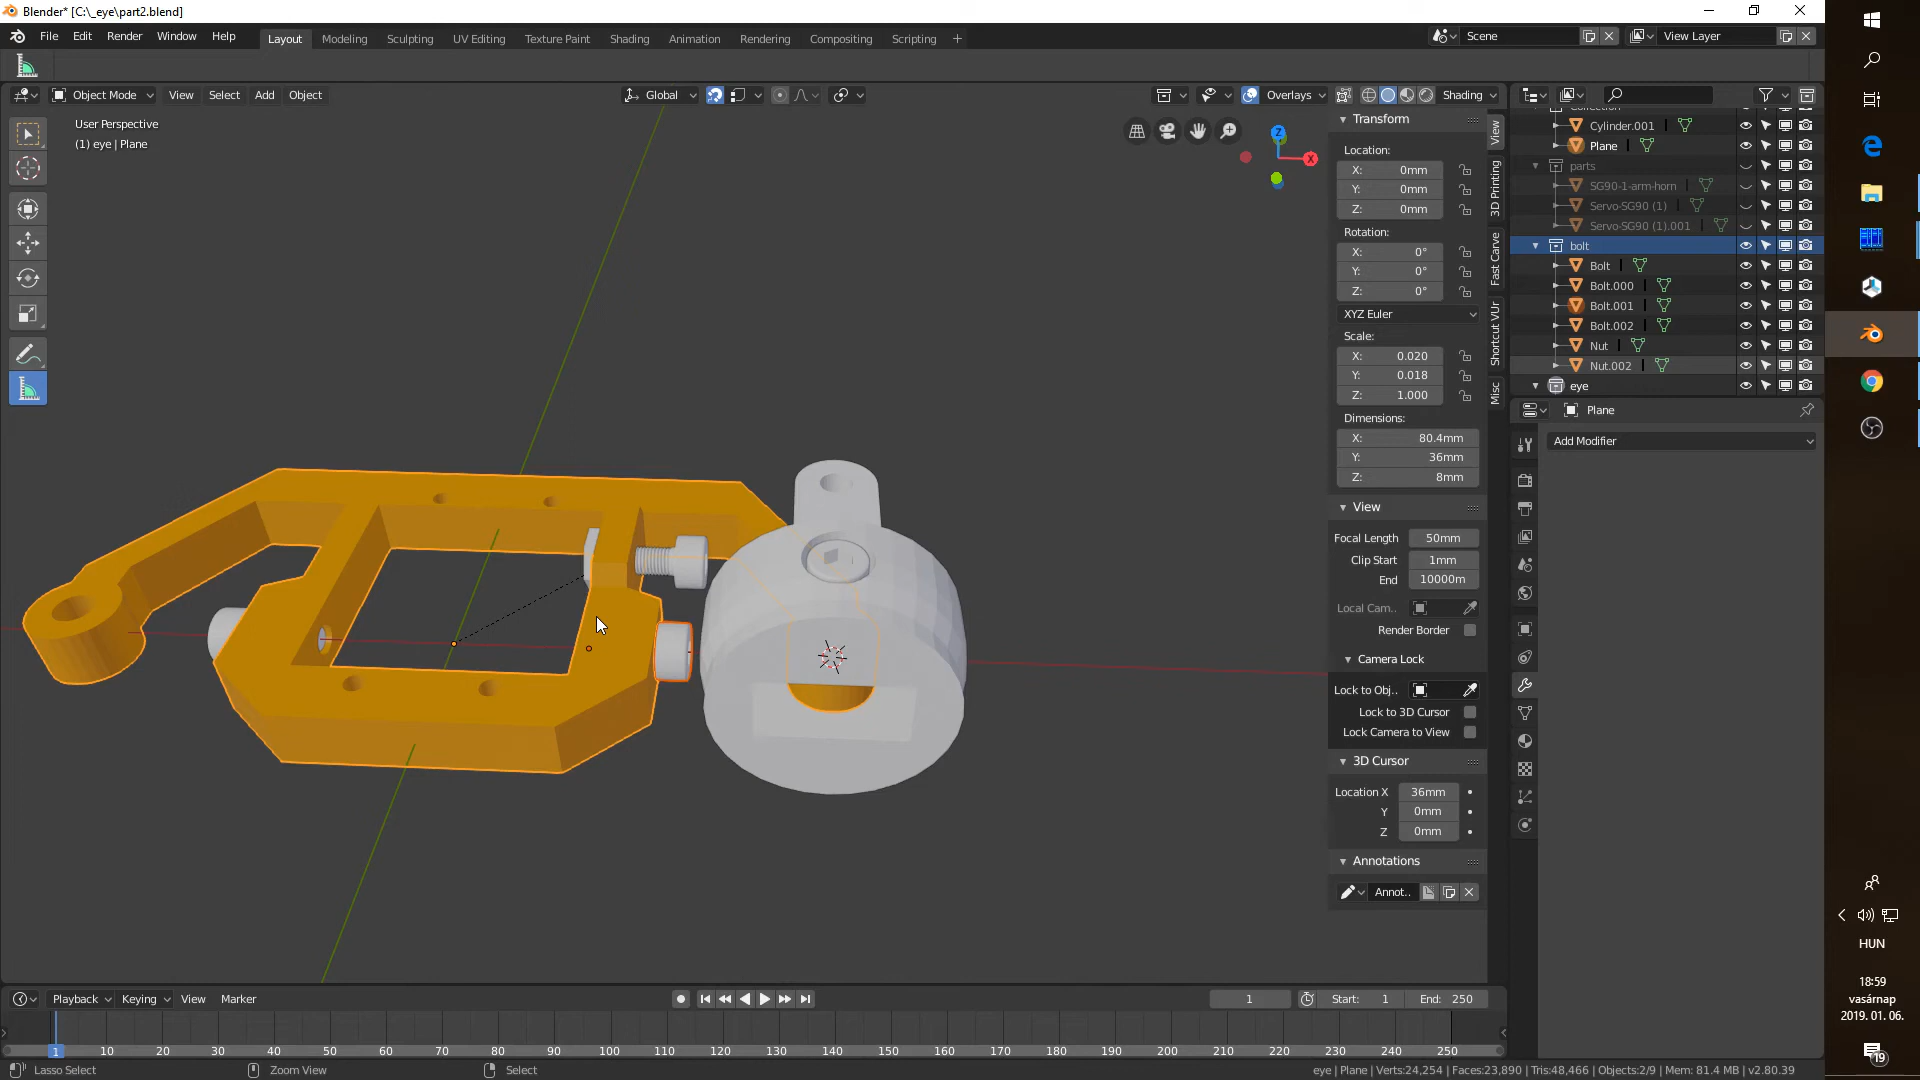 Blender* [C:\_eye\part2.blend]
File Edit Render Window Help
Layout Modeling Sculpting UV Editing Texture Paint Shading Animation Rendering Compositing Scripting +
Scene
View Layer
Object Mode View Select Add Object
Global
Overlays
Shading
User Perspective
(1) eye | Plane
Z
X
Transform
Location:
X: 0mm
Y: 0mm
Z: 0mm
Rotation:
X: 0°
Y: 0°
Z: 0°
XYZ Euler
Scale:
X: 0.020
Y: 0.018
Z: 1.000
Dimensions:
X: 80.4mm
Y: 36mm
Z: 8mm
View
Focal Length 50mm
Clip Start 1mm
End 10000m
Local Cam..
Render Border
Camera Lock
Lock to Obj..
Lock to 3D Cursor
Lock Camera to View
3D Cursor
Location X 36mm
Y 0mm
Z 0mm
Annotations
Annot..
View
3D Printing
Fast Carve
Shortcut VUr
Misc
Cylinder.001
Plane
parts
SG90-1-arm-horn
Servo-SG90 (1)
Servo-SG90 (1).001
bolt
Bolt
Bolt.000
Bolt.001
Bolt.002
Nut
Nut.002
eye
Plane
Add Modifier
Playback Keying View Marker
1
Start: 1
End: 250
1 10 20 30 40 50 60 70 80 90 100 110 120 130 140 150 160 170 180 190 200 210 220 230 240 250
Lasso Select
Zoom View
Select
eye | Plane | Verts:24,254 | Faces:23,890 | Tris:48,466 | Objects:2/9 | Mem: 81.4 MB | v2.80.39
HUN
18:59
vasárnap
2019. 01. 06.
19